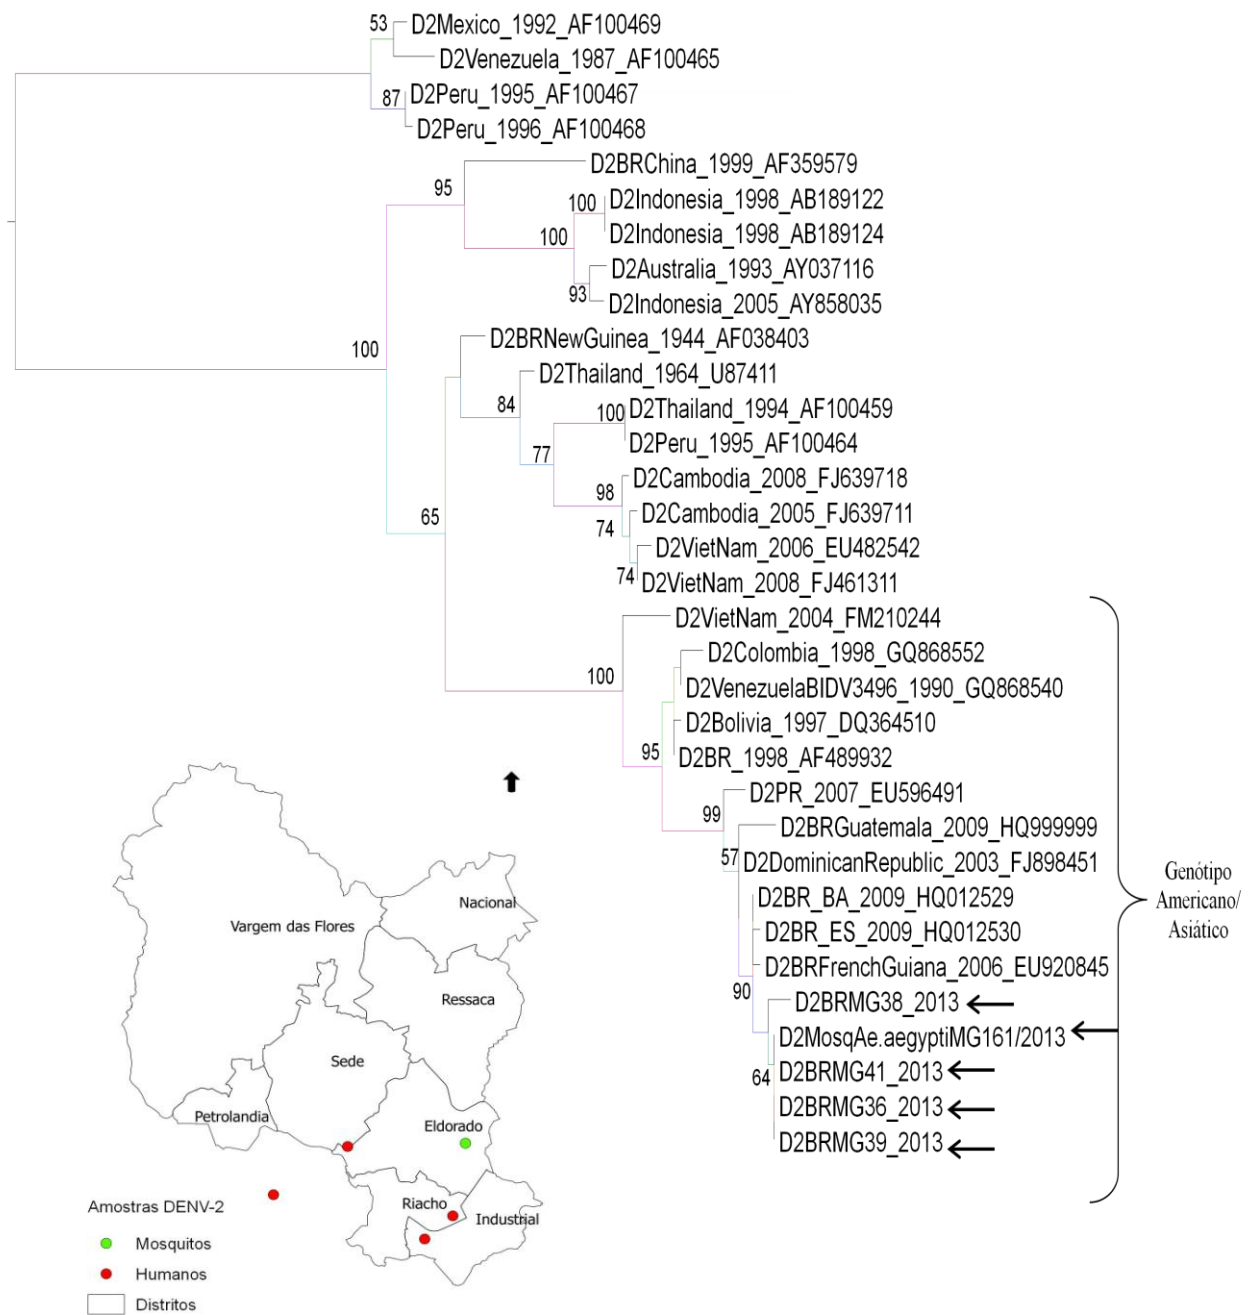 53
D2Mexico_1992_AF100469
D2Venezuela_1987_AF100465
87
D2Peru_1995_AF100467
D2Peru_1996_AF100468
D2BRChina_1999_AF359579
95
100
D2Indonesia_1998_AB189122
100
D2Indonesia_1998_AB189124
D2Australia_1993_AY037116
93
D2Indonesia_2005_AY858035
100
D2BRNewGuinea_1944_AF038403
D2Thailand_1964_U87411
84
100
D2Thailand_1994_AF100459
D2Peru_1995_AF100464
77
D2Cambodia_2008_FJ639718
98
D2Cambodia_2005_FJ639711
65
74
D2VietNam_2006_EU482542
74
D2VietNam_2008_FJ461311
D2VietNam_2004_FM210244
D2Colombia_1998_GQ868552
100
D2VenezuelaBIDV3496_1990_GQ868540
D2Bolivia_1997_DQ364510
95
D2BR_1998_AF489932
D2PR_2007_EU596491
99
D2BRGuatemala_2009_HQ999999
57
D2DominicanRepublic_2003_FJ898451
D2BR_BA_2009_HQ012529
D2BR_ES_2009_HQ012530
D2BRFrenchGuiana_2006_EU920845
90
D2BRMG38_2013
D2MosqAe.aegyptiMG161/2013
64
D2BRMG41_2013
D2BRMG36_2013
D2BRMG39_2013
Genótipo
Americano/
Asiático
Nacional
Vargem das Flores
Ressaca
Sede
Petrolandia
Eldorado
Riacho
Industrial
Amostras DENV-2
Mosquitos
Humanos
Distritos